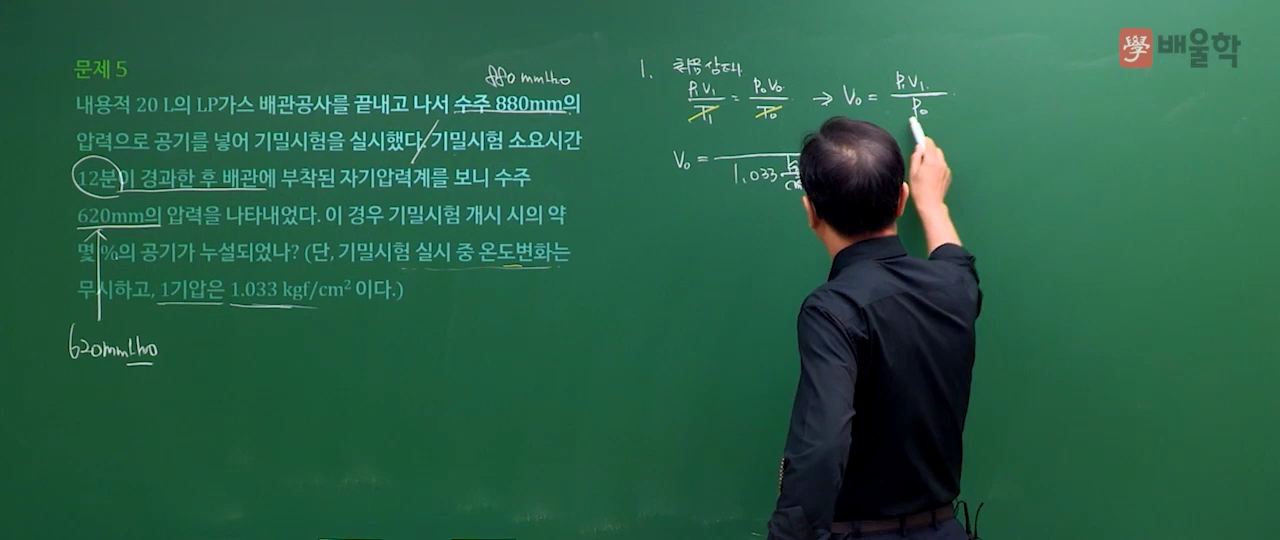 學 배울학
문제 5
880 mmH₂O
내용적 20 L의 LP가스 배관공사를 끝내고 나서 수주 880mm의
압력으로 공기를 넣어 기밀시험을 실시했다. 기밀시험 소요시간
12분이 경과한 후 배관에 부착된 자기압력계를 보니 수주
620mm의 압력을 나타내었다. 이 경우 기밀시험 개시 시의 약
몇 %의 공기가 누설되었나? (단, 기밀시험 실시 중 온도변화는
무시하고, 1기압은 1.033 kgf/cm² 이다.)
620mmH₂O
1. 최초상태
P₁V₁/T₁ = P₀V₀/T₀ → V₀ = P₁V₁/P₀
V₀ =
1.033